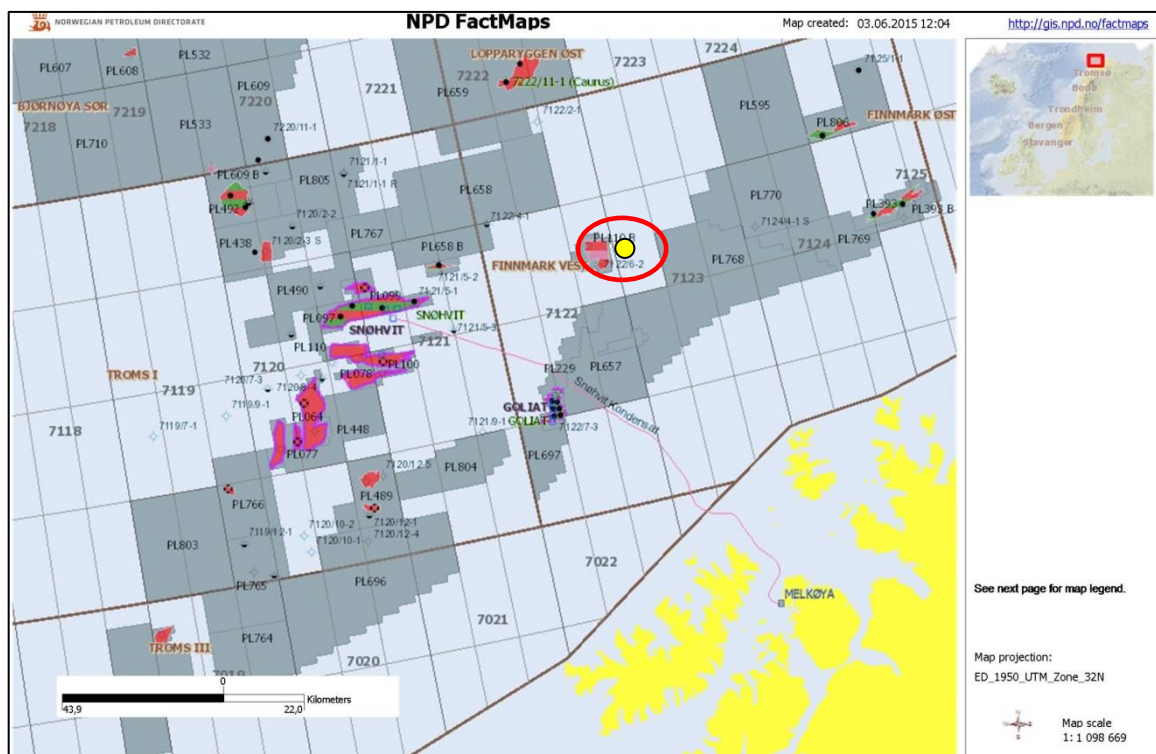 NORWEGIAN PETROLEUM DIRECTORATE
NPD FactMaps
Map created: 03.06.2015 12:04
http://gis.npd.no/factmaps
PL532
PL607
PL608
PL609
7219
7220
7218
BJØRNØYA SØR
PL533
PL710
7220/11-1
7221
7222
PL659
LOPPARYGGEN ØST
7222/11-1 (Caurus)
7223
7224
7122/2-1
7125/1-1
PL595
PL806
FINNMARK ØST
PL609 B
PL492
PL805
7121/1-1
7121/1-1 R
7120/2-2
PL438
7120/2-3 S
PL767
PL658
PL658 B
7122/4-1
7121/5-2
PL490
PL099
7121/5-1
PL097
SNØHVIT
SNØHVIT
7121/5-3
PL110
7121
7120
PL078
PL100
PL110 B
7122/6-2
7122
7123
PL770
7124/4-1 S
PL768
7124
PL769
PL393
PL393 B
7125
PL657
PL229
GOLIAT
GOLIAT
7122/7-3
7121/9-1
PL697
Snøhvit Kondensat
TROMS I
7119
7118
7119/7-1
7119/9-1
7120/7-3
PL064
PL448
PL077
7120/12-5
PL804
PL766
PL489
7120/12-1
7120/12-4
7119/12-1
7120/10-2
7120/10-1
PL803
PL765
PL696
PL764
TROMS III
7019
7020
7021
7022
MELKØYA
0
Kilometers
43,9
22,0
Tromsø
Bodø
Trondheim
Bergen
Stavanger
See next page for map legend.
Map projection:
ED_1950_UTM_Zone_32N
Map scale
1: 1 098 669